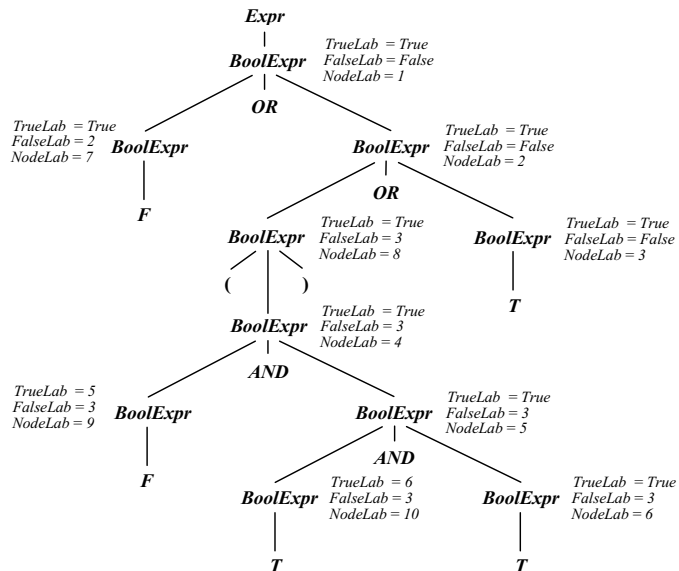 Expr
BoolExpr
TrueLab = True
FalseLab = False
NodeLab = 1
OR
TrueLab = True
FalseLab = 2
NodeLab = 7
BoolExpr
BoolExpr
TrueLab = True
FalseLab = False
NodeLab = 2
F
OR
BoolExpr
TrueLab = True
FalseLab = 3
NodeLab = 8
BoolExpr
TrueLab = True
FalseLab = False
NodeLab = 3
( )
T
BoolExpr
TrueLab = True
FalseLab = 3
NodeLab = 4
AND
TrueLab = 5
FalseLab = 3
NodeLab = 9
BoolExpr
BoolExpr
TrueLab = True
FalseLab = 3
NodeLab = 5
F
AND
BoolExpr
TrueLab = 6
FalseLab = 3
NodeLab = 10
BoolExpr
TrueLab = True
FalseLab = 3
NodeLab = 6
T
T